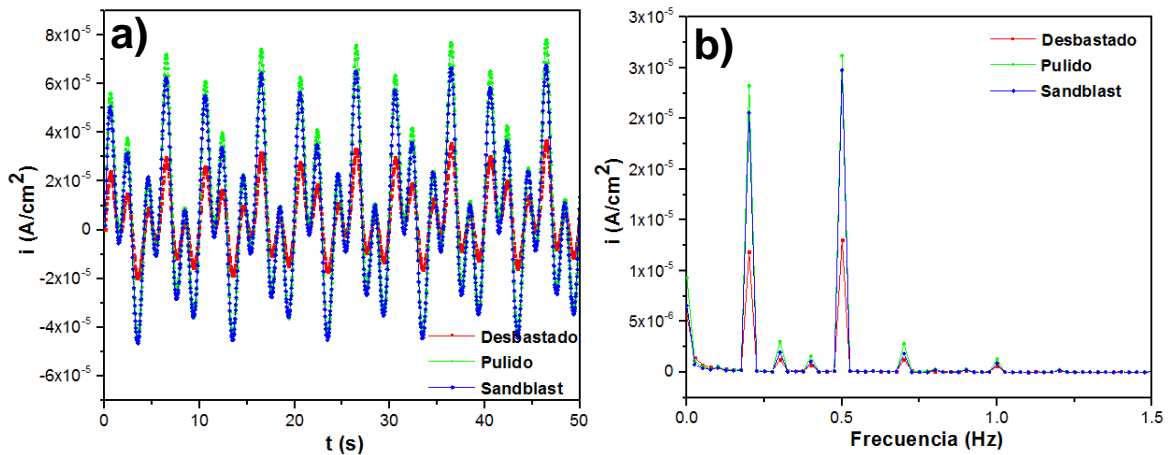 a)
8x10-5
6x10-5
4x10-5
2x10-5
0
-2x10-5
-4x10-5
-6x10-5
i (A/cm2)
0 10 20 30 40 50
t (s)
Desbastado
Pulido
Sandblast
b)
3x10-5
3x10-5
2x10-5
2x10-5
1x10-5
1x10-5
5x10-6
0
i (A/cm2)
0.0 0.5 1.0 1.5
Frecuencia (Hz)
Desbastado
Pulido
Sandblast